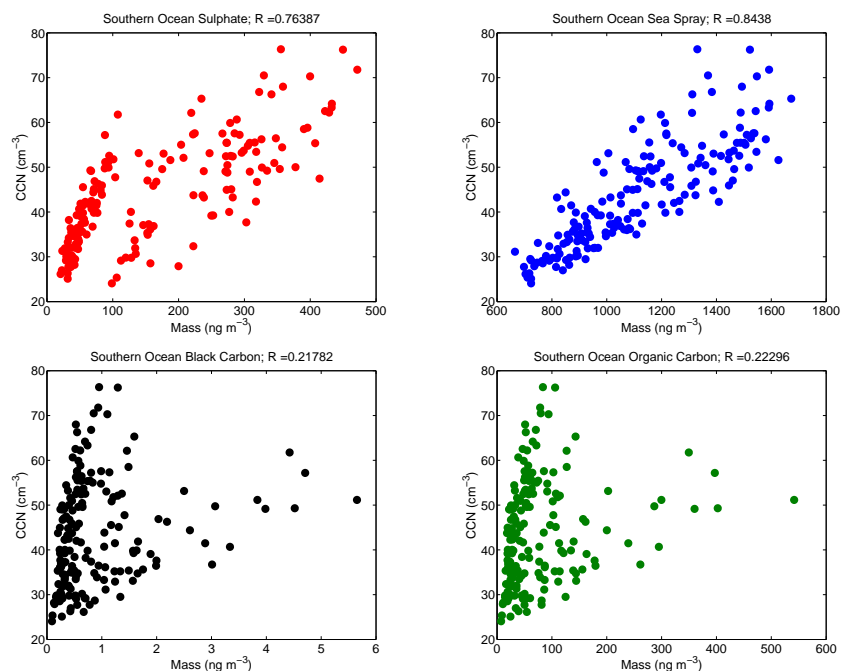 Southern Ocean Sulphate; R =0.76387
80
70
60
50
40
30
20
CCN (cm⁻³)
0 100 200 300 400 500
Mass (ng m⁻³)
Southern Ocean Sea Spray; R =0.8438
80
70
60
50
40
30
20
CCN (cm⁻³)
600 800 1000 1200 1400 1600 1800
Mass (ng m⁻³)
Southern Ocean Black Carbon; R =0.21782
80
70
60
50
40
30
20
CCN (cm⁻³)
0 1 2 3 4 5 6
Mass (ng m⁻³)
Southern Ocean Organic Carbon; R =0.22296
80
70
60
50
40
30
20
CCN (cm⁻³)
0 100 200 300 400 500 600
Mass (ng m⁻³)